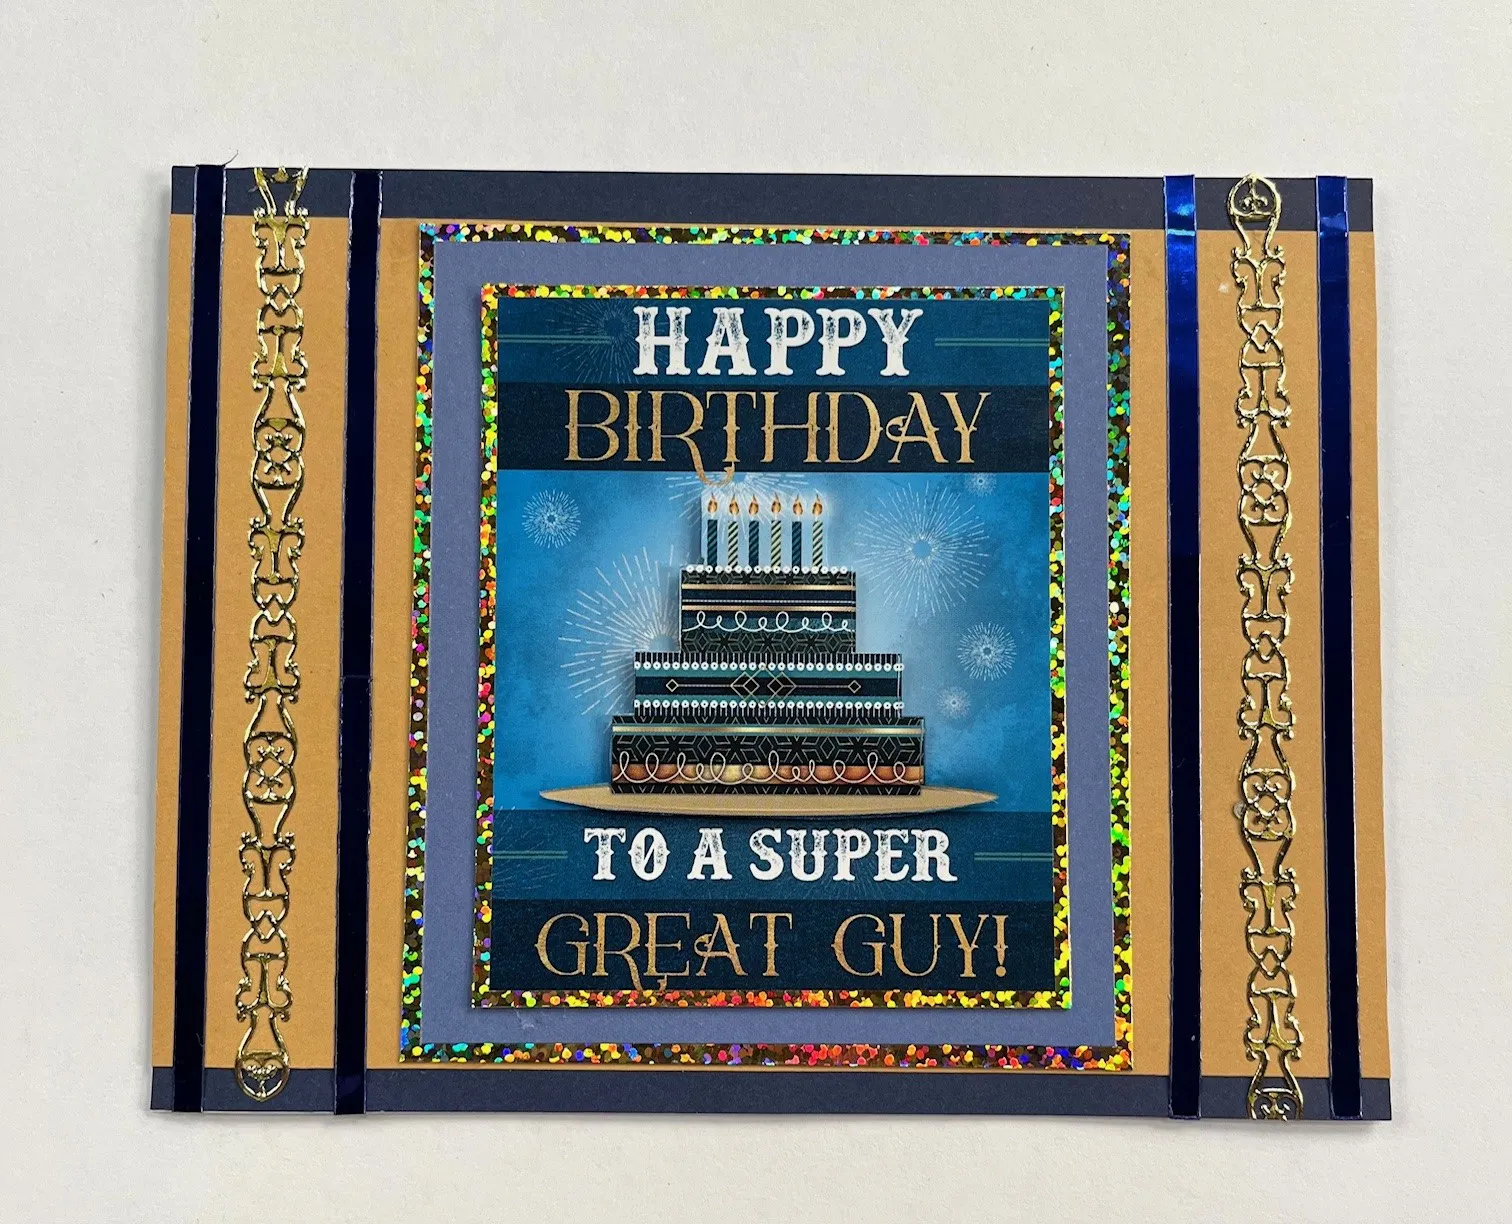 HAPPY
BIRTHDAY
TO A SUPER
GREAT GUY!